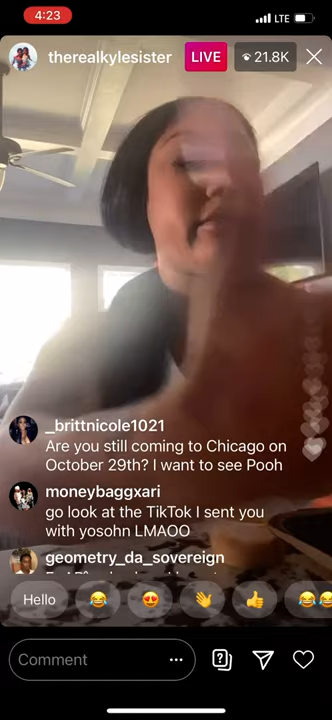 4:23
LTE
therealkylesister
LIVE
21.8K
_brittnicole1021
Are you still coming to Chicago on
October 29th? I want to see Pooh
moneybaggxari
go look at the TikTok I sent you
with yosohn LMAOO
geometry_da_sovereign
Hello
Comment